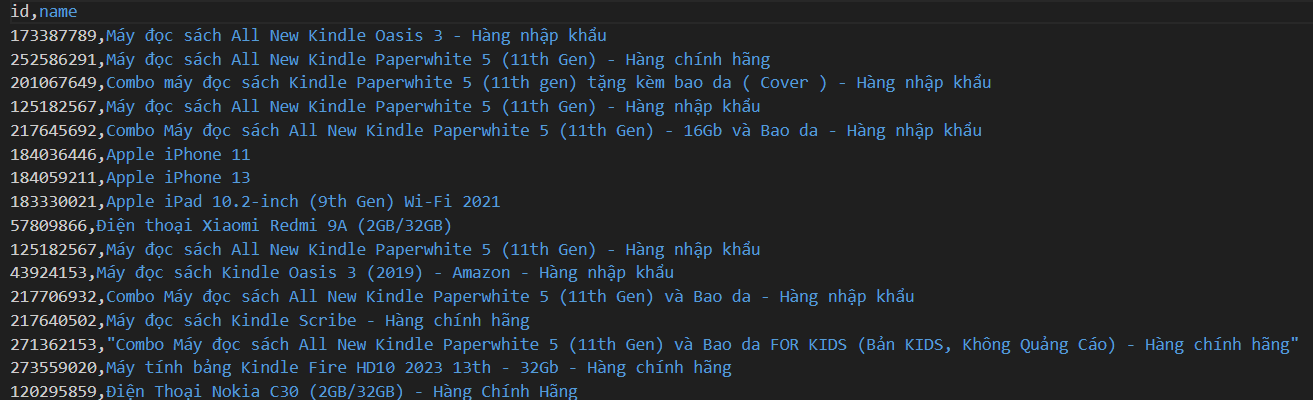 id,name
173387789,Máy đọc sách All New Kindle Oasis 3 - Hàng nhập khẩu
252586291,Máy đọc sách All New Kindle Paperwhite 5 (11th Gen) - Hàng chính hãng
201067649,Combo máy đọc sách Kindle Paperwhite 5 (11th gen) tặng kèm bao da ( Cover ) - Hàng nhập khẩu
125182567,Máy đọc sách All New Kindle Paperwhite 5 (11th Gen) - Hàng nhập khẩu
217645692,Combo Máy đọc sách All New Kindle Paperwhite 5 (11th Gen) - 16Gb và Bao da - Hàng nhập khẩu
184036446,Apple iPhone 11
184059211,Apple iPhone 13
183330021,Apple iPad 10.2-inch (9th Gen) Wi-Fi 2021
57809866,Điện thoại Xiaomi Redmi 9A (2GB/32GB)
125182567,Máy đọc sách All New Kindle Paperwhite 5 (11th Gen) - Hàng nhập khẩu
43924153,Máy đọc sách Kindle Oasis 3 (2019) - Amazon - Hàng nhập khẩu
217706932,Combo Máy đọc sách All New Kindle Paperwhite 5 (11th Gen) và Bao da - Hàng nhập khẩu
217640502,Máy đọc sách Kindle Scribe - Hàng chính hãng
271362153,"Combo Máy đọc sách All New Kindle Paperwhite 5 (11th Gen) và Bao da FOR KIDS (Bản KIDS, Không Quảng Cáo) - Hàng chính hãng"
273559020,Máy tính bảng Kindle Fire HD10 2023 13th - 32Gb - Hàng chính hãng
120295859,Điện Thoại Nokia C30 (2GB/32GB) - Hàng Chính Hãng